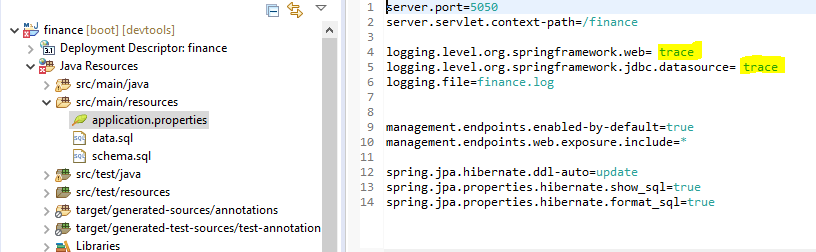 finance [boot] [devtools]
Deployment Descriptor: finance
Java Resources
src/main/java
src/main/resources
application.properties
data.sql
schema.sql
src/test/java
src/test/resources
target/generated-sources/annotations
target/generated-test-sources/test-annotation
Libraries
1 server.port=5050
2 server.servlet.context-path=/finance
3
4 logging.level.org.springframework.web= trace
5 logging.level.org.springframework.jdbc.datasource= trace
6 logging.file=finance.log
7
8
9 management.endpoints.enabled-by-default=true
10 management.endpoints.web.exposure.include=*
11
12 spring.jpa.hibernate.ddl-auto=update
13 spring.jpa.properties.hibernate.show_sql=true
14 spring.jpa.properties.hibernate.format_sql=true